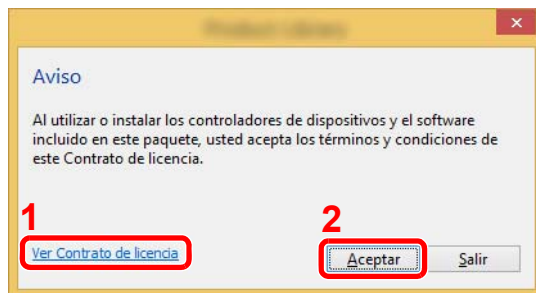 Aviso
Al utilizar o instalar los controladores de dispositivos y el software
incluido en este paquete, usted acepta los términos y condiciones de
este Contrato de licencia.
1
2
Ver Contrato de licencia
Aceptar
Salir